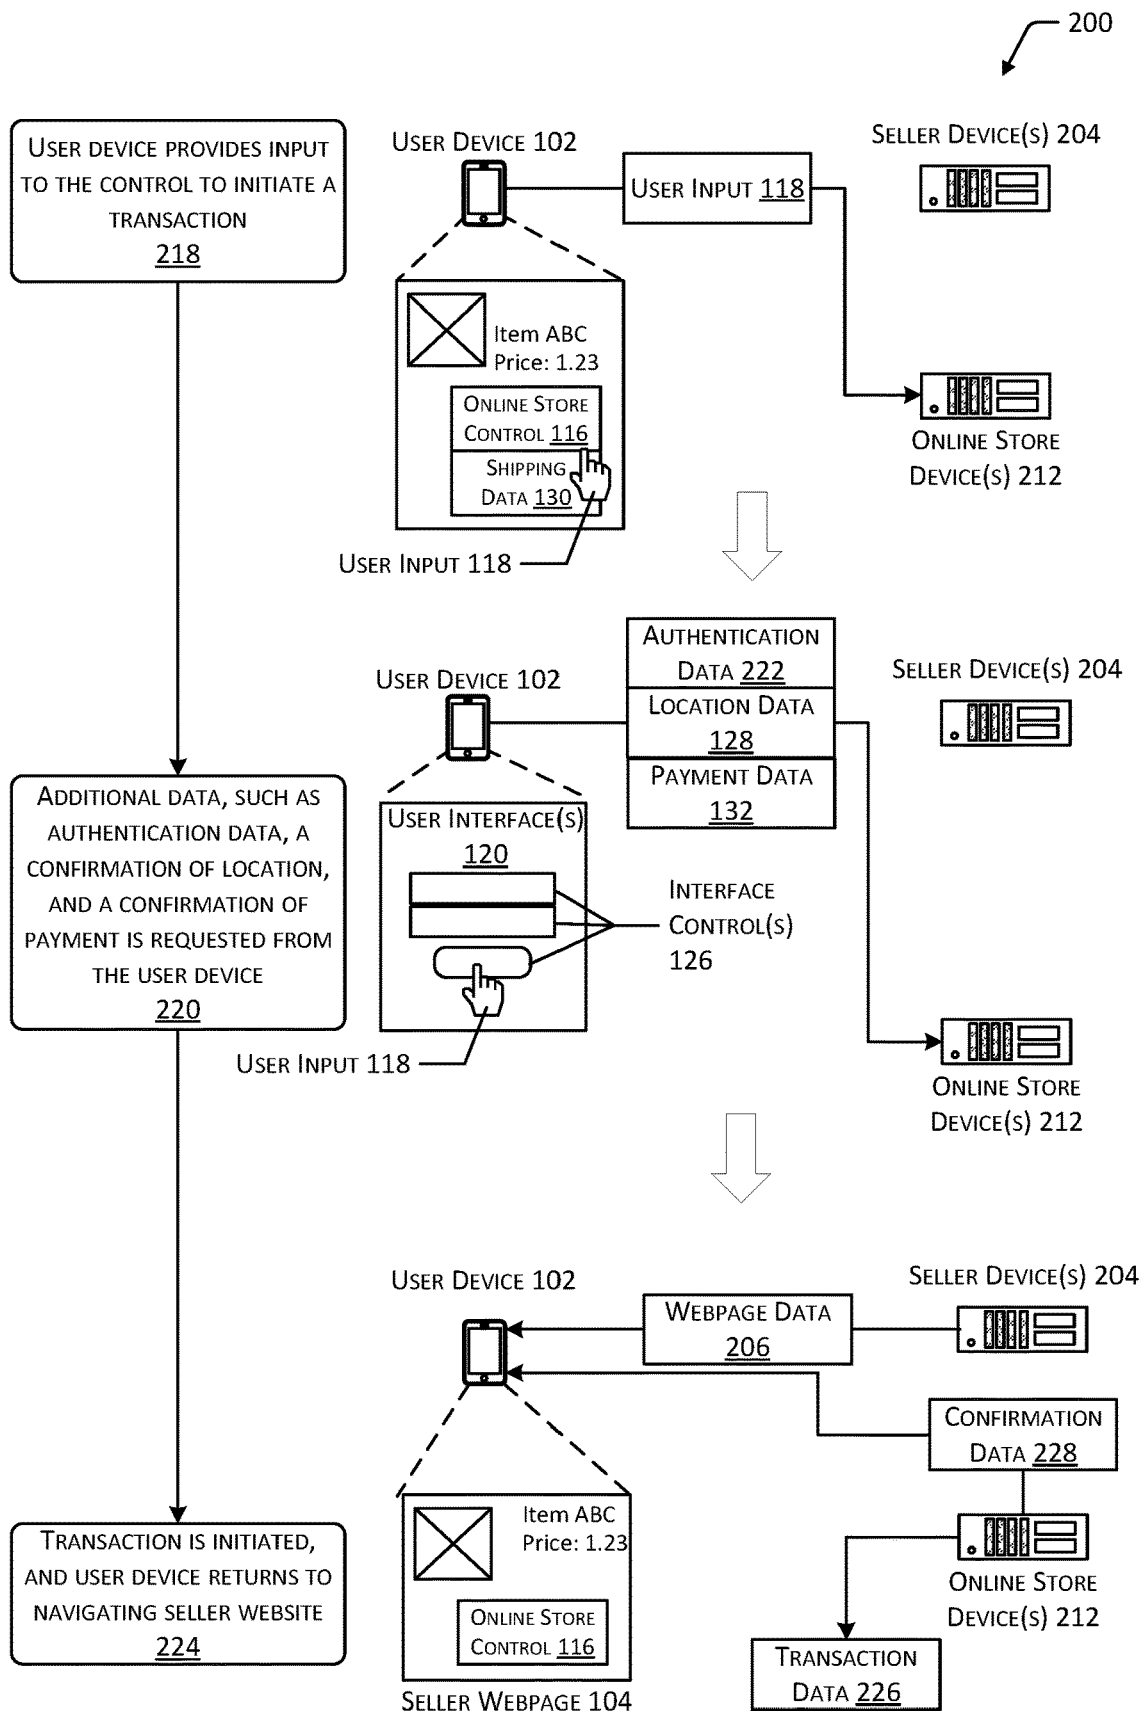 200
USER DEVICE PROVIDES INPUT
TO THE CONTROL TO INITIATE A
TRANSACTION
218
USER DEVICE 102
USER INPUT 118
SELLER DEVICE(S) 204
Item ABC
Price: 1.23
ONLINE STORE
CONTROL 116
SHIPPING
DATA 130
USER INPUT 118
ONLINE STORE
DEVICE(S) 212
ADDITIONAL DATA, SUCH AS
AUTHENTICATION DATA, A
CONFIRMATION OF LOCATION,
AND A CONFIRMATION OF
PAYMENT IS REQUESTED FROM
THE USER DEVICE
220
USER DEVICE 102
AUTHENTICATION
DATA 222
LOCATION DATA
128
PAYMENT DATA
132
SELLER DEVICE(S) 204
USER INTERFACE(S)
120
INTERFACE
CONTROL(S)
126
USER INPUT 118
ONLINE STORE
DEVICE(S) 212
TRANSACTION IS INITIATED,
AND USER DEVICE RETURNS TO
NAVIGATING SELLER WEBSITE
224
USER DEVICE 102
WEBPAGE DATA
206
SELLER DEVICE(S) 204
CONFIRMATION
DATA 228
Item ABC
Price: 1.23
ONLINE STORE
CONTROL 116
SELLER WEBPAGE 104
ONLINE STORE
DEVICE(S) 212
TRANSACTION
DATA 226